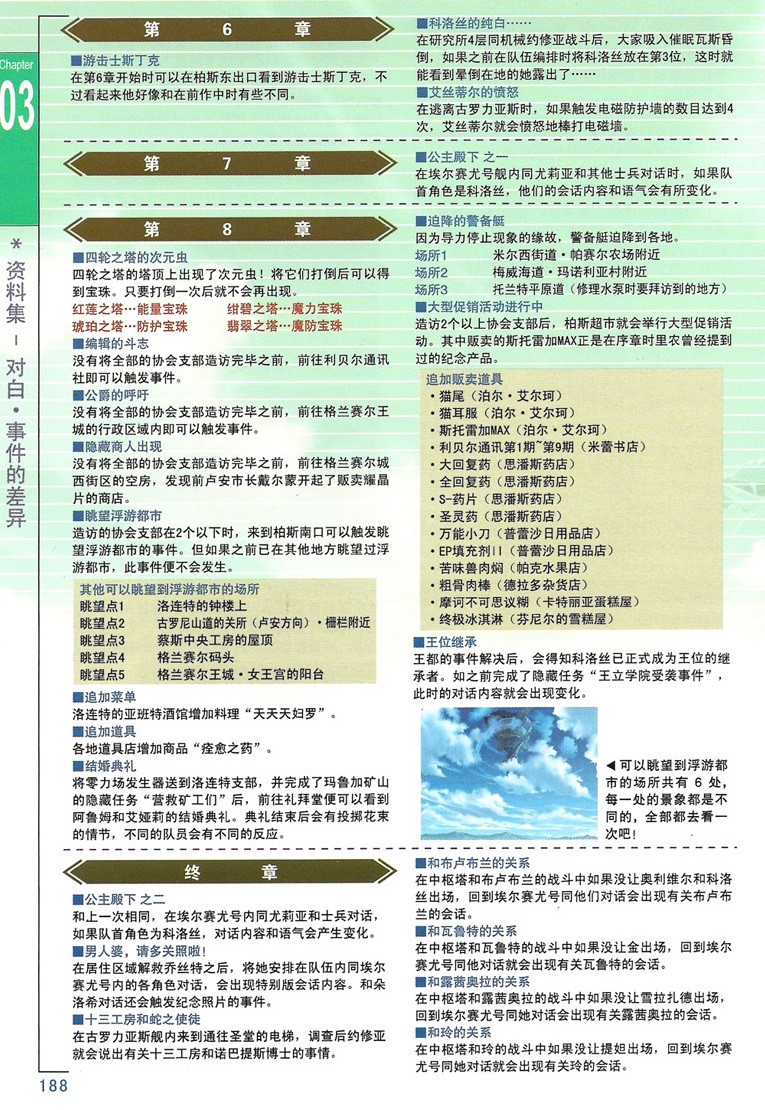 Chapter
03
*资料集－对白·事件的差异
第 6 章
■游击士斯丁克
在第6章开始时可以在柏斯东出口看到游击士斯丁克，不
过看起来他好像和在前作中时有些不同。
■科洛丝的纯白……
在研究所4层同机械约修亚战斗后，大家吸入催眠瓦斯昏
倒，如果之前在队伍编排时将科洛丝放在第3位，这时就
能看到晕倒在地的她露出了……
■艾丝蒂尔的愤怒
在逃离古罗力亚斯时，如果触发电磁防护墙的数目达到4
次，艾丝蒂尔就会愤怒地棒打电磁墙。
第 7 章
■公主殿下 之一
在埃尔赛尤号舰内同尤莉亚和其他士兵对话时，如果队
首角色是科洛丝，他们的会话内容和语气会有所变化。
第 8 章
■四轮之塔的次元虫
四轮之塔的塔顶上出现了次元虫！将它们打倒后可以得
到宝珠。只要打倒一次后就不会再出现。
红莲之塔…能量宝珠 绀碧之塔…魔力宝珠
琥珀之塔…防护宝珠 翡翠之塔…魔防宝珠
■编辑的斗志
没有将全部的协会支部造访完毕之前，前往利贝尔通讯
社即可以触发事件。
■公爵的呼吁
没有将全部的协会支部造访完毕之前，前往格兰赛尔王
城的行政区域内即可以触发事件。
■隐藏商人出现
没有将全部的协会支部造访完毕之前，前往格兰赛尔城
西街区的空房，发现前卢安市长戴尔蒙开起了贩卖耀晶
片的商店。
■眺望浮游都市
造访的协会支部在2个以下时，来到柏斯南口可以触发眺
望浮游都市的事件。但如果之前已在其他地方眺望过浮
游都市，此事件便不会发生。
其他可以眺望到浮游都市的场所
眺望点1 洛连特的钟楼上
眺望点2 古罗尼山道的关所（卢安方向）·栅栏附近
眺望点3 蔡斯中央工房的屋顶
眺望点4 格兰赛尔码头
眺望点5 格兰赛尔王城·女王宫的阳台
■追加菜单
洛连特的亚班特酒馆增加料理“天天天妇罗”。
■追加道具
各地道具店增加商品“痊愈之药”。
■结婚典礼
将零力场发生器送到洛连特支部，并完成了玛鲁加矿山
的隐藏任务“营救矿工们”后，前往礼拜堂便可以看到
阿鲁姆和艾娅莉的结婚典礼。典礼结束后会有投掷花束
的情节，不同的队员会有不同的反应。
■迫降的警备艇
因为导力停止现象的缘故，警备艇迫降到各地。
场所1 米尔西街道·帕赛尔农场附近
场所2 梅威海道·玛诺利亚村附近
场所3 托兰特平原道（修理水泵时要拜访到的地方）
■大型促销活动进行中
造访2个以上协会支部后，柏斯超市就会举行大型促销活
动。其中贩卖的斯托雷加MAX正是在序章时里农曾经提到
过的纪念产品。
追加贩卖道具
·猫尾（泊尔·艾尔珂）
·猫耳服（泊尔·艾尔珂）
·斯托雷加MAX（泊尔·艾尔珂）
·利贝尔通讯第1期~第9期（米蕾书店）
·大回复药（思潘斯药店）
·全回复药（思潘斯药店）
·S-药片（思潘斯药店）
·圣灵药（思潘斯药店）
·万能小刀（普蕾沙日用品店）
·EP填充剂II（普蕾沙日用品店）
·苦味兽肉焖（帕克水果店）
·粗骨肉棒（德拉多杂货店）
·摩诃不可思议糊（卡特丽亚蛋糕屋）
·终极冰淇淋（芬尼尔的雪糕屋）
■王位继承
王都的事件解决后，会得知科洛丝已正式成为王位的继
承者。如之前完成了隐藏任务“王立学院受袭事件”，
此时的对话内容就会出现变化。
◀可以眺望到浮游都
市的场所共有 6 处，
每一处的景象都是不
同的，全部都去看一
次吧！
终 章
■公主殿下 之二
和上一次相同，在埃尔赛尤号内同尤莉亚和士兵对话，
如果队首角色为科洛丝，对话内容和语气会产生变化。
■男人婆，请多关照啦！
在居住区域解救乔丝特之后，将她安排在队伍内同埃尔
赛尤号内的各角色对话，会出现特别版会话内容。和朵
洛希对话还会触发纪念照片的事件。
■十三工房和蛇之使徒
在古罗力亚斯舰内来到通往圣堂的电梯，调查后约修亚
就会说出有关十三工房和诺巴提斯博士的事情。
■和布卢布兰的关系
在中枢塔和布卢布兰的战斗中如果没让奥利维尔和科洛
丝出场，回到埃尔赛尤号同他们对话会出现有关布卢布
兰的会话。
■和瓦鲁特的关系
在中枢塔和瓦鲁特的战斗中如果没让金出场，回到埃尔
赛尤号同他对话就会出现有关瓦鲁特的会话。
■和露茜奥拉的关系
在中枢塔和露茜奥拉的战斗中如果没让雪拉扎德出场，
回到埃尔赛尤号同她对话会出现有关露茜奥拉的会话。
■和玲的关系
在中枢塔和玲的战斗中如果没让提妲出场，回到埃尔赛
尤号同她对话就会出现有关玲的会话。
188